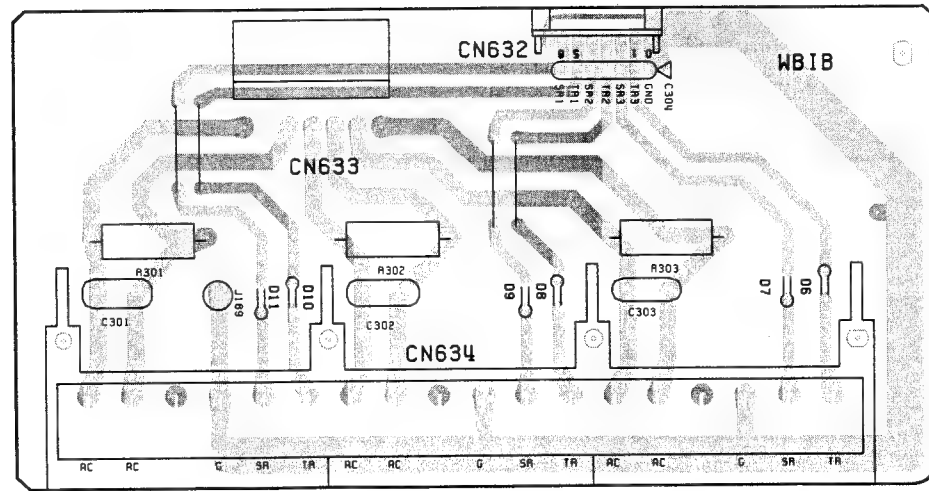 CN632
8 5 1 0
WBIB
SA1 TA1 SA2 TA2 SA3 TA3 GND C304
CN633
R301 R302 R303
C301 J169 D11 D10 C302 D9 D8 C303 D7 D6
CN634
AC AC G SA TA AC AC G SA TA AC AC G SA TA